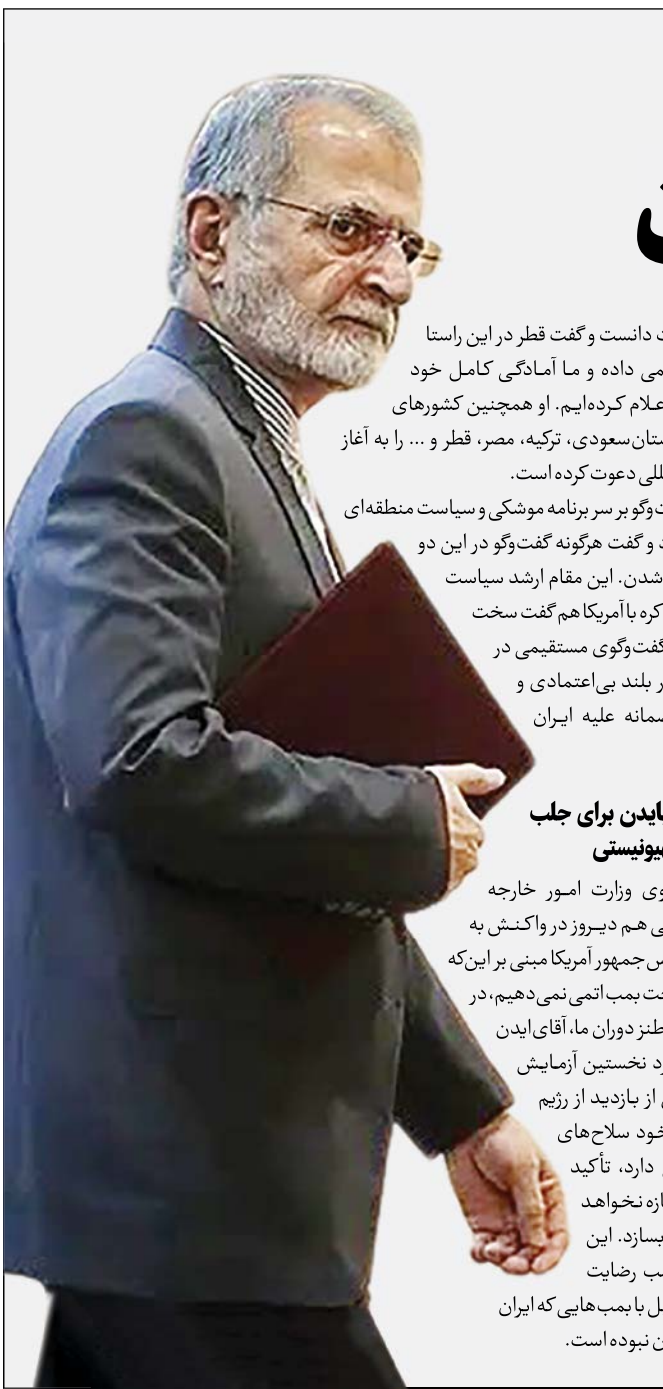 دانست و گفت قطر در این راستا
داده و ما آمادگی کامل خود
اعلام کرده‌ایم. او همچنین کشورهای
ستان‌سعودی، ترکیه، مصر، قطر و ... را به آغاز
دعوت کرده است.
ت‌وگو بر سر برنامه موشکی و سیاست منطقه‌ای
د و گفت هرگونه گفت‌وگو در این دو
شدن. این مقام ارشد سیاست
کره با آمریکا هم گفت سخت
گفت‌وگوی مستقیمی در
ر بلند بی‌اعتمادی و
سمانه علیه ایران
بایدن برای جلب
هیونیستی
وی وزارت امور خارجه
ی هم دیروز در واکنش به
س‌جمهور آمریکا مبنی بر این‌که
خت بمب اتمی نمی‌دهیم، در
طنز دوران ما، آقای‌ایدن
رد نخستین آزمایش
از بازدید از رژیم
خود سلاح‌های
دارد، تأکید
ازه نخواهد
بسازد. این
ب رضایت
ل با بمب‌هایی که ایران
ن نبوده است.